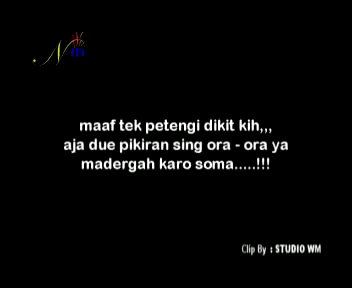 maaf tek petengi dikit kih,,,
aja due pikiran sing ora - ora ya
madergah karo soma.....!!!
Clip By : STUDIO WM